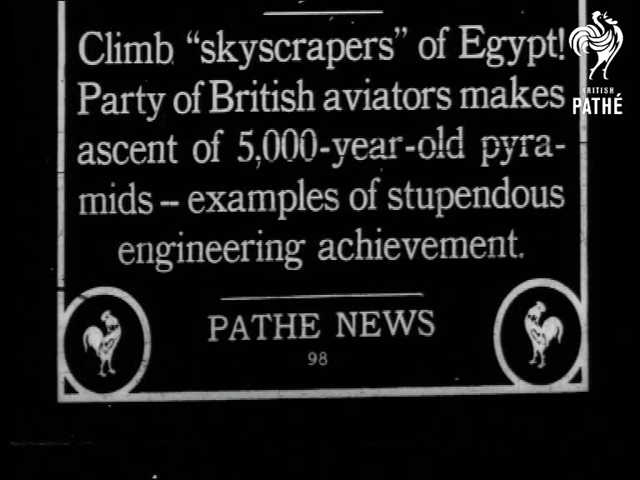 Climb "skyscrapers" of Egypt!
Party of British aviators makes
ascent of 5,000-year-old pyra-
mids – examples of stupendous
engineering achievement.
PATHE NEWS
98
BRITISH
PATHÉ